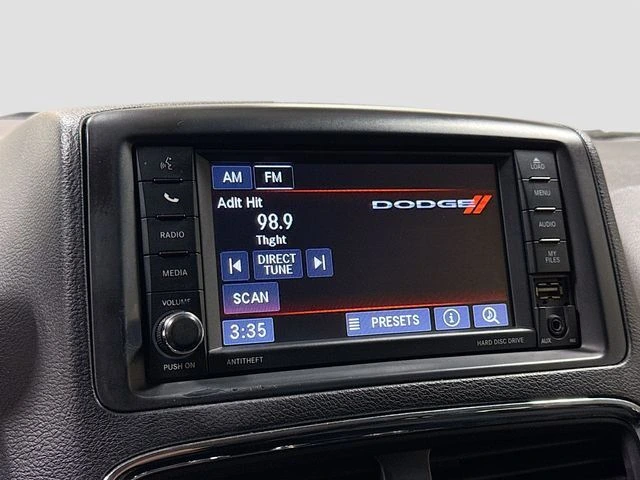 AM FM
Adlt Hit
98.9
Thght
DODGE
DIRECT
TUNE
SCAN
3:35
PRESETS
RADIO
MEDIA
VOLUME
PUSH ON
ANTITHEFT
HARD DISC DRIVE
LOAD
MENU
AUDIO
MY
FILES
AUX